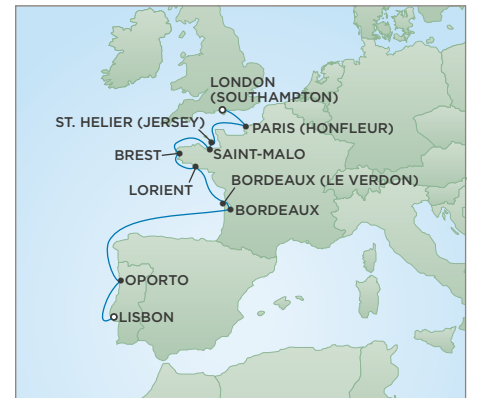 LONDON
(SOUTHAMPTON)
ST. HELIER (JERSEY)
PARIS (HONFLEUR)
BREST
SAINT-MALO
LORIENT
BORDEAUX (LE VERDON)
BORDEAUX
OPORTO
LISBON